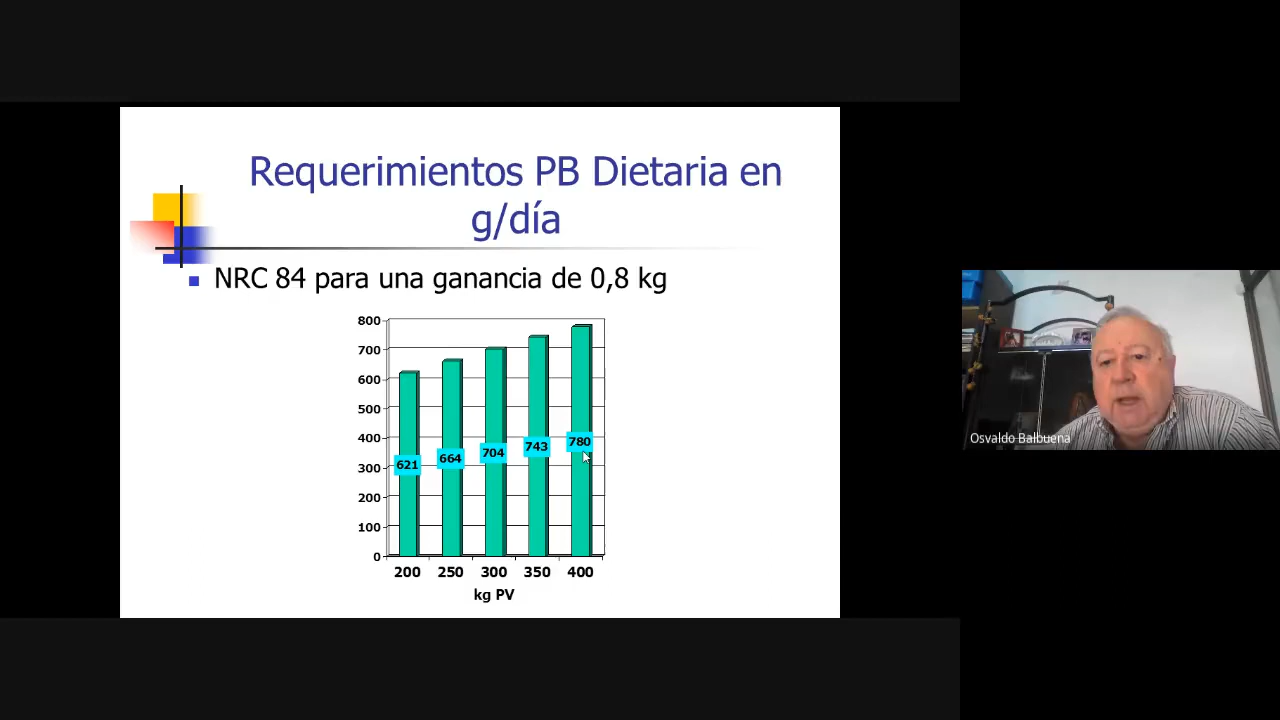 Requerimientos PB Dietaria en
g/día
NRC 84 para una ganancia de 0,8 kg
800
700
600
500
400
300
200
100
0
621
664
704
743
780
200 250 300 350 400
kg PV
Osvaldo Balbuena